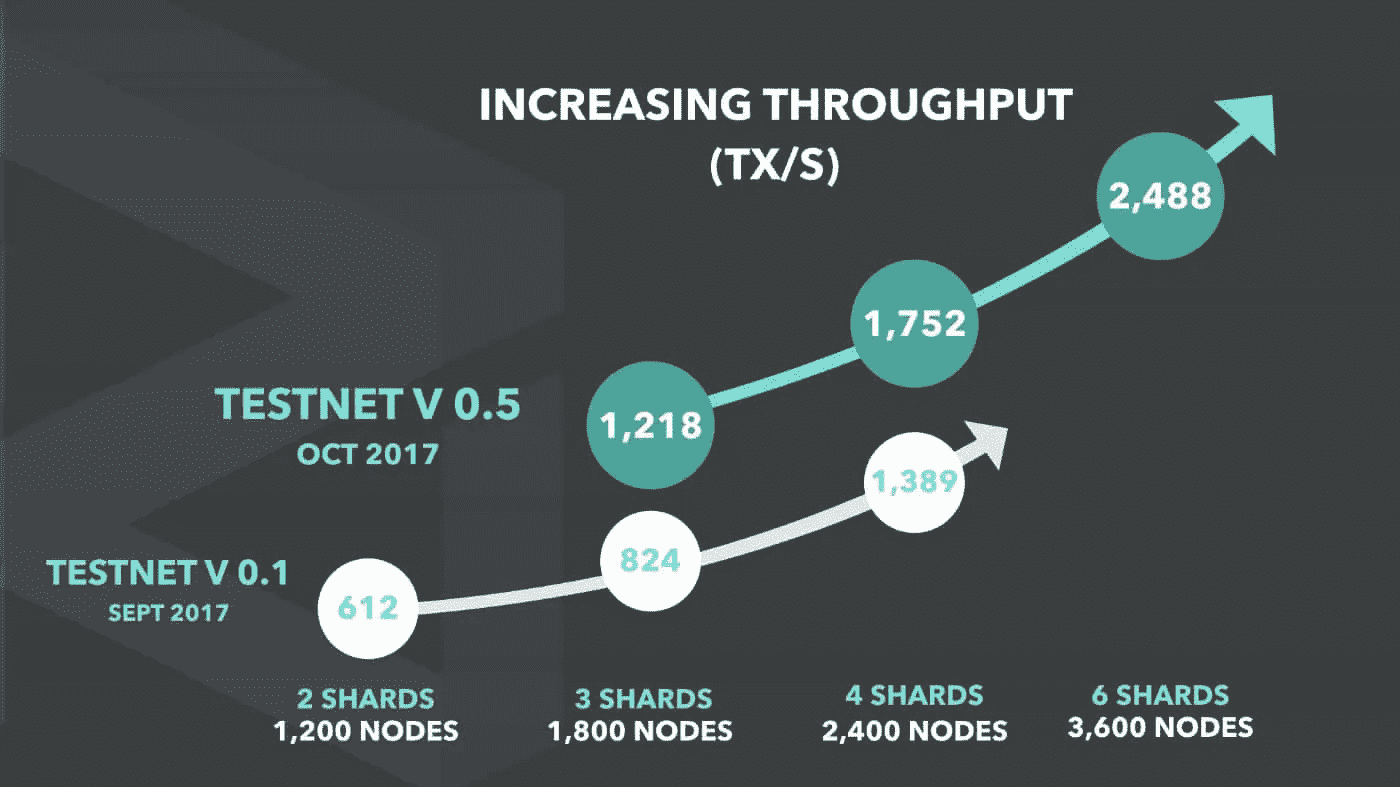 INCREASING THROUGHPUT
(TX/S)
2,488
1,752
TESTNET V 0.5
OCT 2017
1,218
1,389
TESTNET V 0.1
SEPT 2017
612
824
2 SHARDS
1,200 NODES
3 SHARDS
1,800 NODES
4 SHARDS
2,400 NODES
6 SHARDS
3,600 NODES